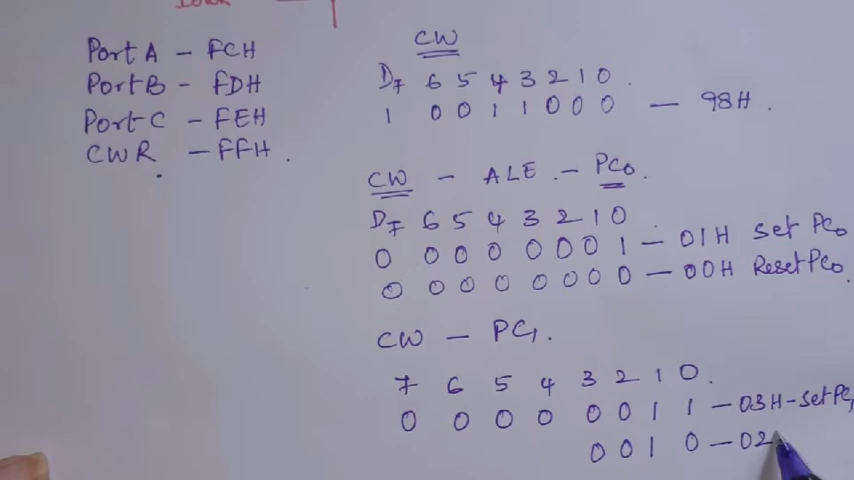 Down
Port A - FCH
Port B - FDH
Port C - FEH
CWR - FFH .
CW
D7 6 5 4 3 2 1 0 .
1 0 0 1 1 0 0 0 - 98H .
CW - ALE . - PC0 .
D7 6 5 4 3 2 1 0
0 0 0 0 0 0 0 1 - 01H Set PC0
0 0 0 0 0 0 0 0 - 00H Reset PC0 .
CW - PC1 .
7 6 5 4 3 2 1 0 .
0 0 0 0 0 0 1 1 - 03H - Set PC1
0 0 1 0 - 02